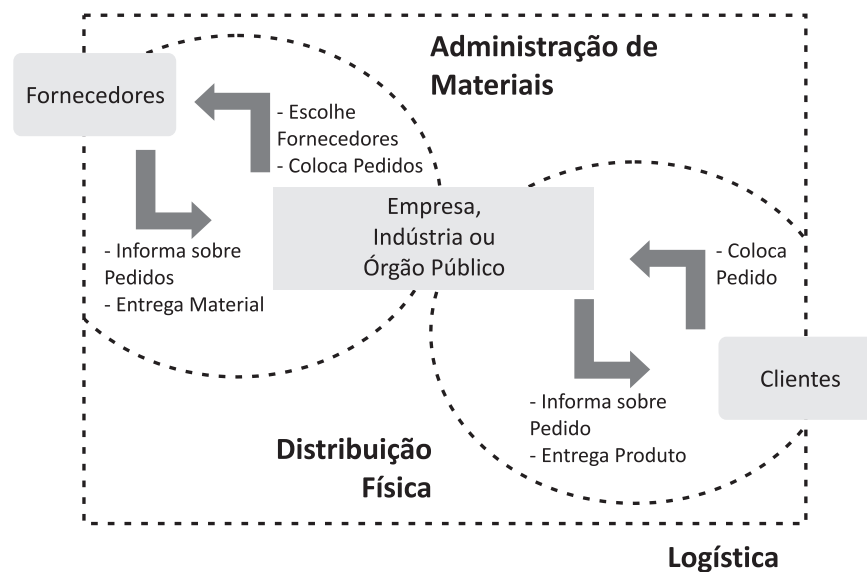 Administração de
Materiais
Fornecedores
- Escolhe
Fornecedores
- Coloca Pedidos
Empresa,
Indústria ou
Órgão Público
- Informa sobre
Pedidos
- Entrega Material
- Coloca
Pedido
Clientes
- Informa sobre
Pedido
- Entrega Produto
Distribuição
Física
Logística